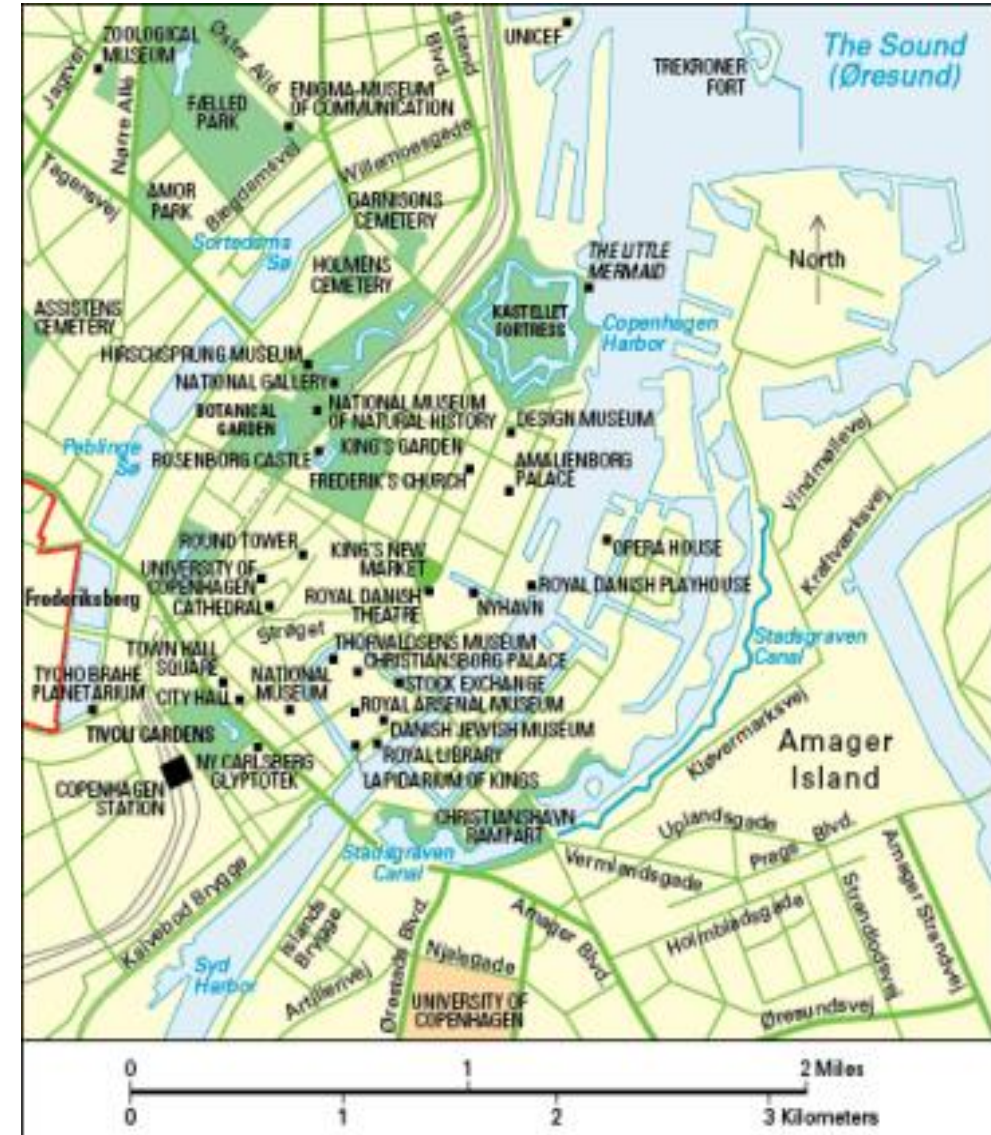 ZOOLOGICAL
MUSEUM
Jagtvej
Nørre Allé
Øster Allé
Strand
Blvd.
UNICEF
TREKRONER
FORT
The Sound
(Øresund)
FÆLLED
PARK
ENIGMA-MUSEUM
OF COMMUNICATION
Willemoesgade
Tagensvej
AMOR
PARK
Blegdamsvej
GARNISONS
CEMETERY
Sortedams
Sø
HOLMENS
CEMETERY
THE LITTLE
MERMAID
North
ASSISTENS
CEMETERY
KASTELLET
FORTRESS
Copenhagen
Harbor
HIRSCHSPRUNG MUSEUM
NATIONAL GALLERY
BOTANICAL
GARDEN
NATIONAL MUSEUM
OF NATURAL HISTORY
DESIGN MUSEUM
Peblinge
Sø
ROSENBORG CASTLE
KING'S GARDEN
FREDERIK'S CHURCH
AMALIENBORG
PALACE
Vindmøllevej
Kraftværksvej
ROUND TOWER
KING'S NEW
MARKET
OPERA HOUSE
UNIVERSITY OF
COPENHAGEN
CATHEDRAL
ROYAL DANISH
THEATRE
NYHAVN
ROYAL DANISH PLAYHOUSE
Frederiksberg
Strøget
THORVALDSENS MUSEUM
CHRISTIANSBORG PALACE
STOCK EXCHANGE
Stadsgraven
Canal
TOWN HALL
SQUARE
CITY HALL
NATIONAL
MUSEUM
TYCHO BRAHE
PLANETARIUM
ROYAL ARSENAL MUSEUM
DANISH JEWISH MUSEUM
ROYAL LIBRARY
LAPIDARIUM OF KINGS
TIVOLI GARDENS
NY CARLSBERG
GLYPTOTEK
COPENHAGEN
STATION
Kløvermarksvej
Amager
Island
CHRISTIANSHAVN
RAMPART
Uplandsgade
Prags Blvd.
Stadsgraven
Canal
Vermlandsgade
Kalvebod Brygge
Islands
Brygge
Amager Blvd.
Holmbladsgade
Strandlodsvej
Amager Strandvej
Syd
Harbor
Artillerivej
Ørestads Blvd.
Njalsgade
UNIVERSITY OF
COPENHAGEN
Øresundsvej
0 1 2 Miles
0 1 2 3 Kilometers